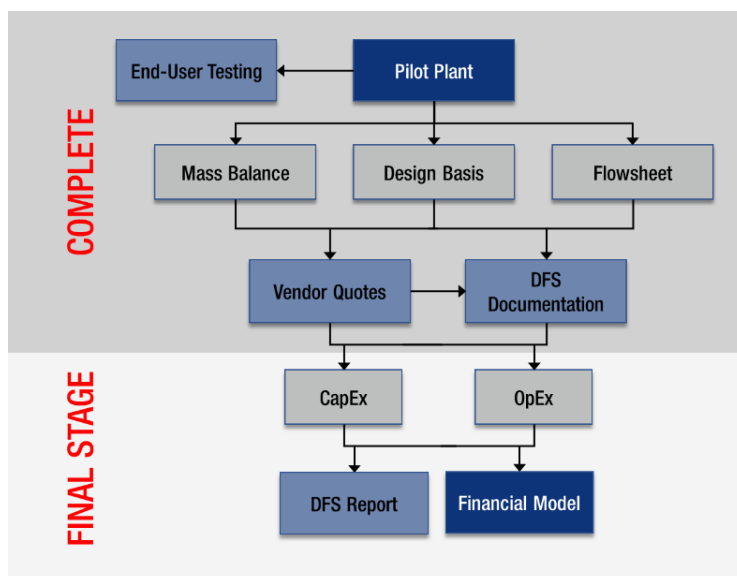 End-User Testing
Pilot Plant
COMPLETE
Mass Balance
Design Basis
Flowsheet
Vendor Quotes
DFS
Documentation
FINAL STAGE
CapEx
OpEx
DFS Report
Financial Model